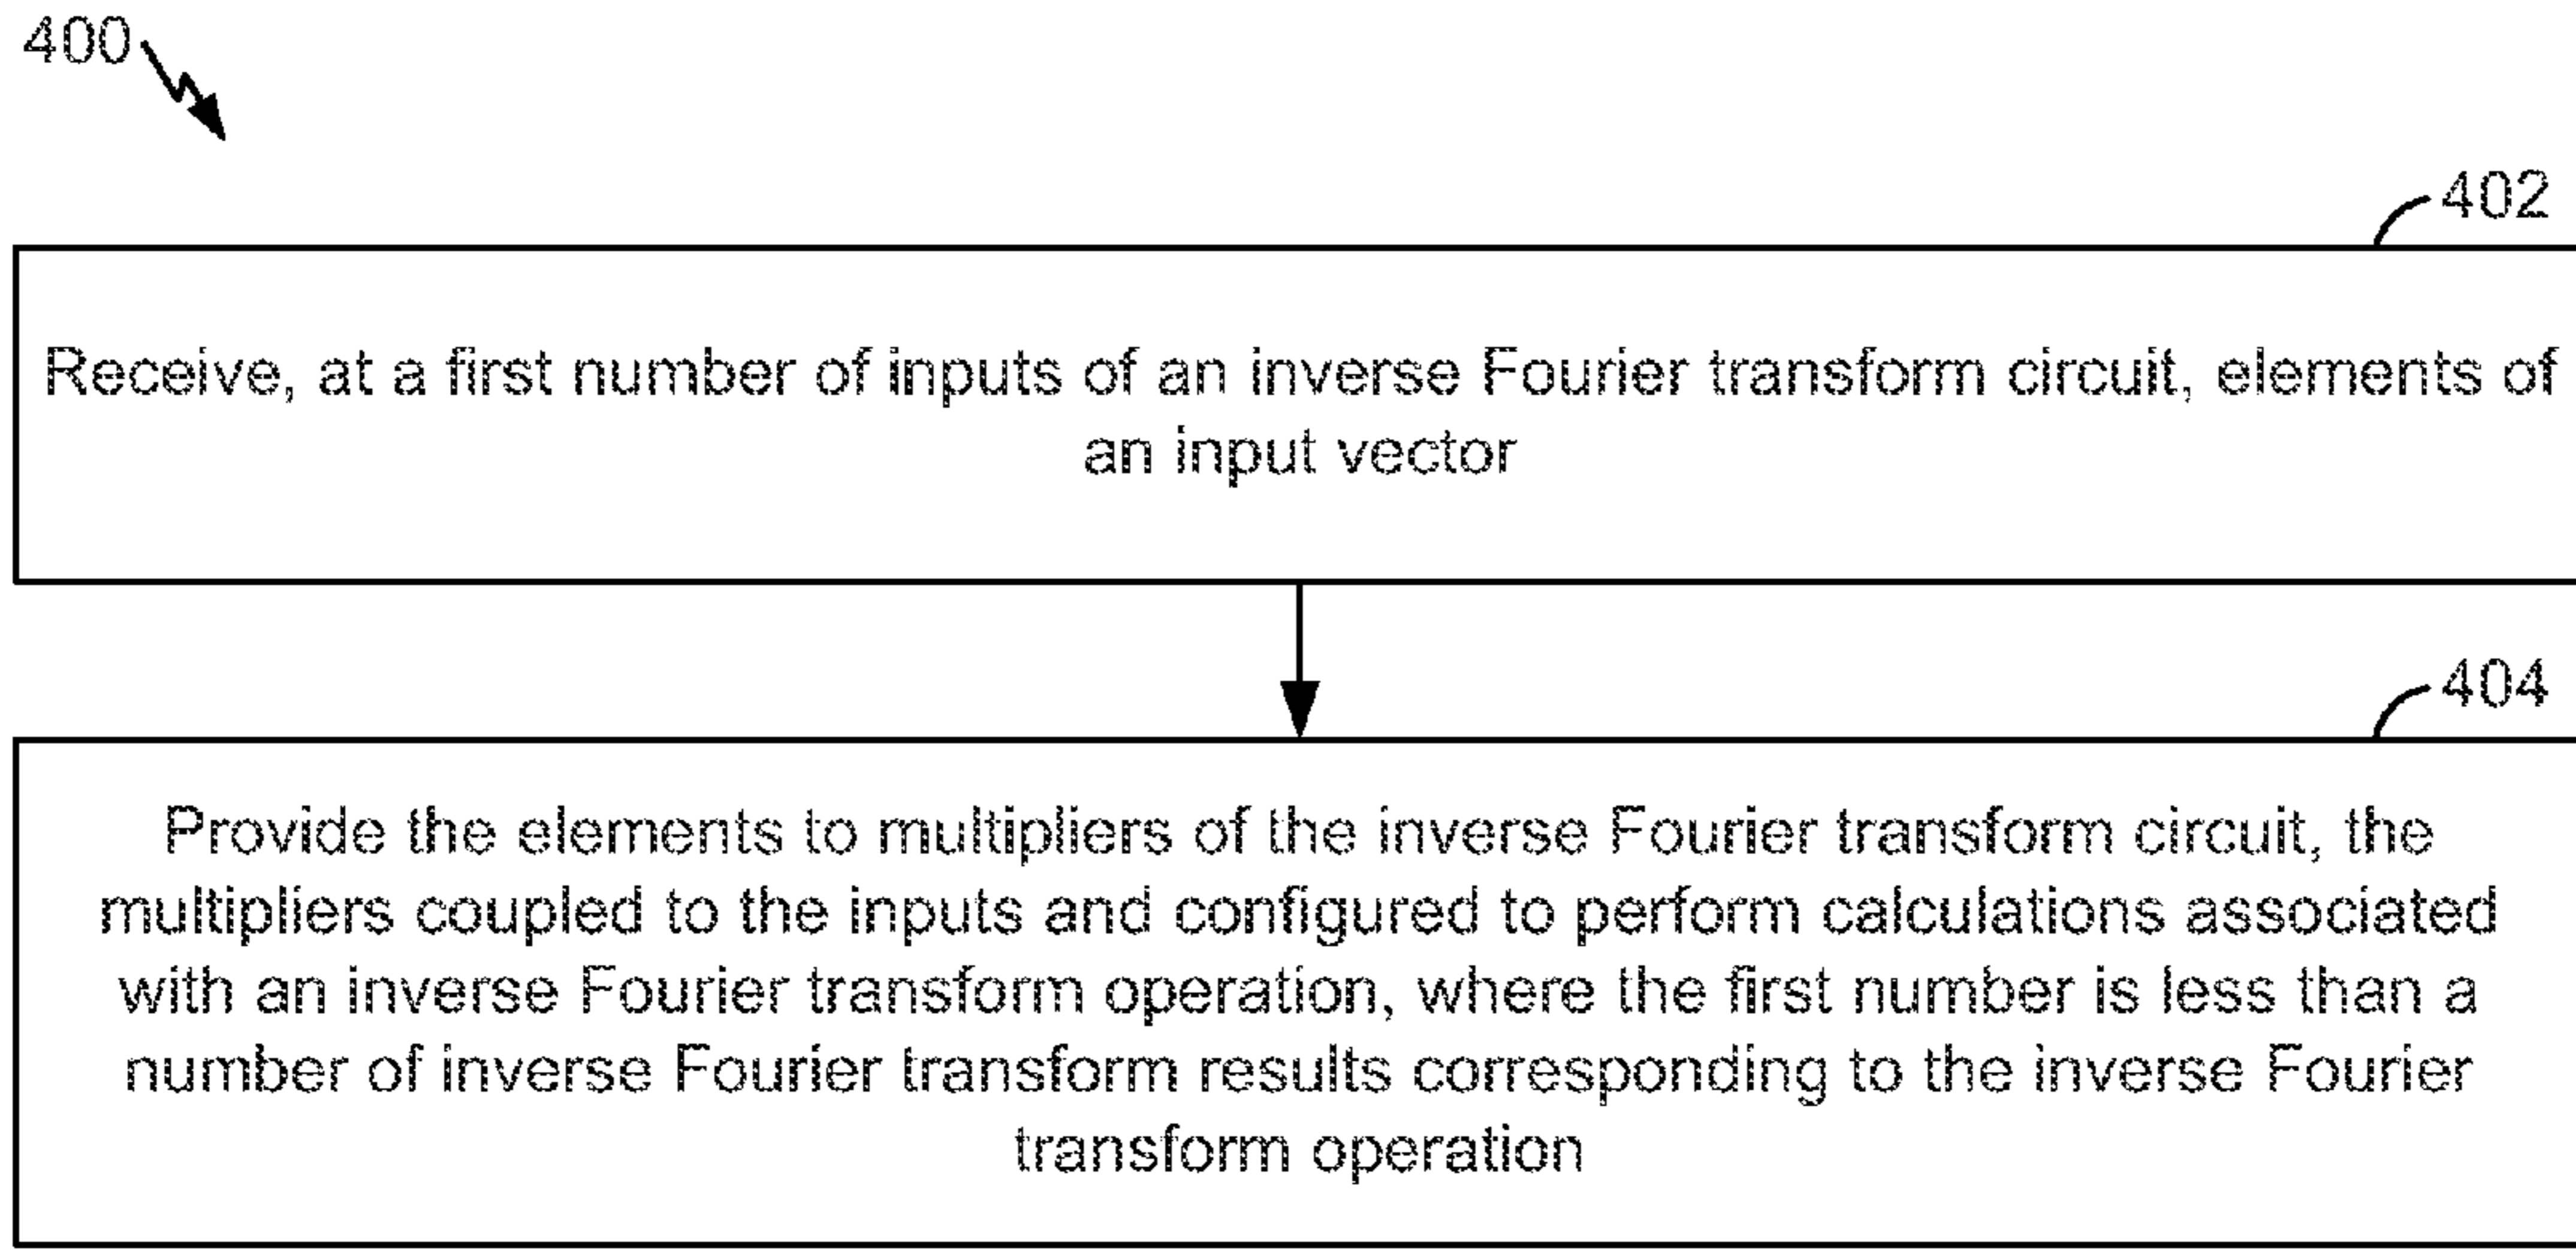 400
402
Receive, at a first number of inputs of an inverse Fourier transform circuit, elements of
an input vector
404
Provide the elements to multipliers of the inverse Fourier transform circuit, the
multipliers coupled to the inputs and configured to perform calculations associated
with an inverse Fourier transform operation, where the first number is less than a
number of inverse Fourier transform results corresponding to the inverse Fourier
transform operation